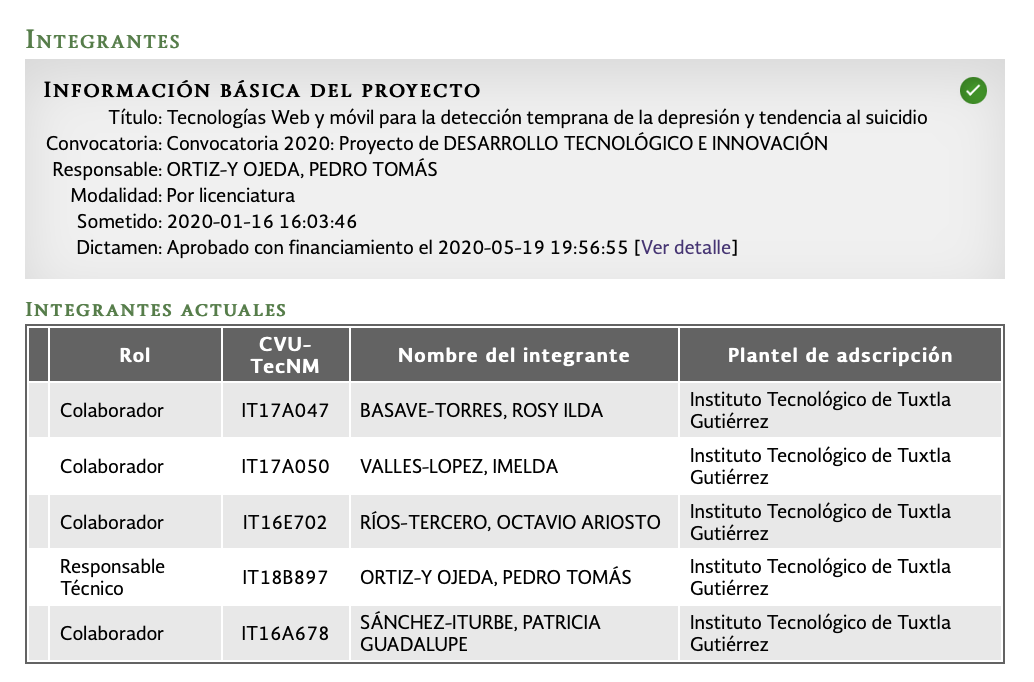 Integrantes
Información básica del proyecto
Título: Tecnologías Web y móvil para la detección temprana de la depresión y tendencia al suicidio
Convocatoria: Convocatoria 2020: Proyecto de DESARROLLO TECNOLÓGICO E INNOVACIÓN
Responsable: ORTIZ-Y OJEDA, PEDRO TOMÁS
Modalidad: Por licenciatura
Sometido: 2020-01-16 16:03:46
Dictamen: Aprobado con financiamiento el 2020-05-19 19:56:55 [Ver detalle]
Integrantes actuales
Rol CVU-TecNM Nombre del integrante Plantel de adscripción
Colaborador IT17A047 BASAVE-TORRES, ROSY ILDA Instituto Tecnológico de Tuxtla Gutiérrez
Colaborador IT17A050 VALLES-LOPEZ, IMELDA Instituto Tecnológico de Tuxtla Gutiérrez
Colaborador IT16E702 RÍOS-TERCERO, OCTAVIO ARIOSTO Instituto Tecnológico de Tuxtla Gutiérrez
Responsable Técnico IT18B897 ORTIZ-Y OJEDA, PEDRO TOMÁS Instituto Tecnológico de Tuxtla Gutiérrez
Colaborador IT16A678 SÁNCHEZ-ITURBE, PATRICIA GUADALUPE Instituto Tecnológico de Tuxtla Gutiérrez